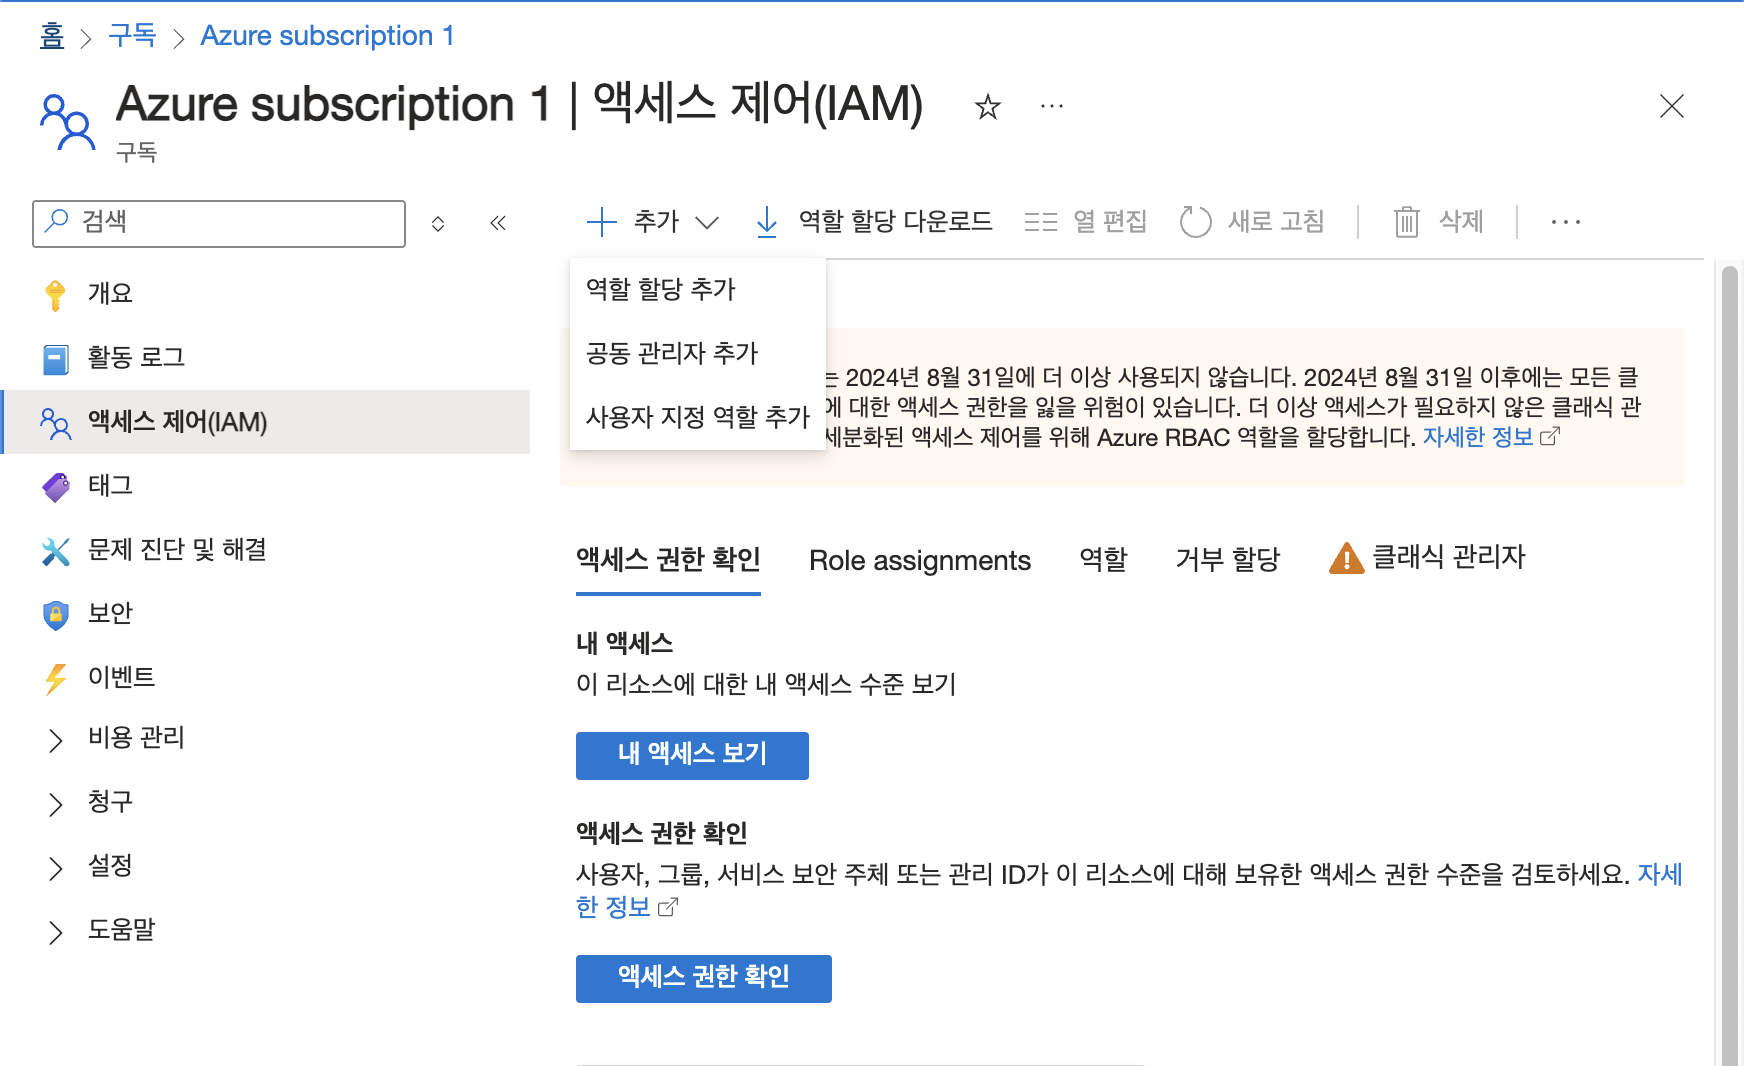 홈 > 구독 > Azure subscription 1
Azure subscription 1 | 액세스 제어(IAM)
구독
검색
개요
활동 로그
액세스 제어(IAM)
태그
문제 진단 및 해결
보안
이벤트
비용 관리
청구
설정
도움말
추가
역할 할당 다운로드
열 편집
새로 고침
삭제
역할 할당 추가
공동 관리자 추가
사용자 지정 역할 추가
는 2024년 8월 31일에 더 이상 사용되지 않습니다. 2024년 8월 31일 이후에는 모든 클
에 대한 액세스 권한을 잃을 위험이 있습니다. 더 이상 액세스가 필요하지 않은 클래식 관
세분화된 액세스 제어를 위해 Azure RBAC 역할을 할당합니다. 자세한 정보
액세스 권한 확인
Role assignments
역할
거부 할당
클래식 관리자
내 액세스
이 리소스에 대한 내 액세스 수준 보기
내 액세스 보기
액세스 권한 확인
사용자, 그룹, 서비스 보안 주체 또는 관리 ID가 이 리소스에 대해 보유한 액세스 권한 수준을 검토하세요. 자세
한 정보
액세스 권한 확인